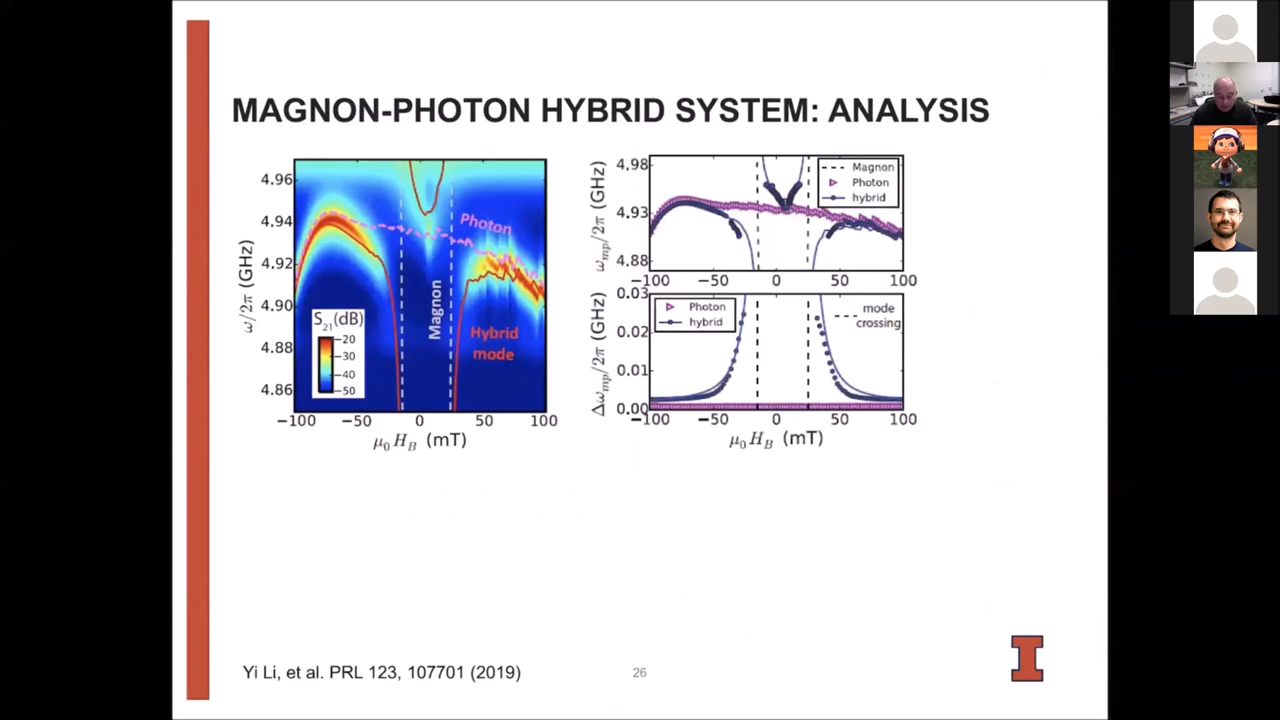 MAGNON-PHOTON HYBRID SYSTEM: ANALYSIS
4.96
4.94
4.92
4.90
4.88
4.86
ω/2π (GHz)
Photon
Magnon
Hybrid
mode
S21(dB)
−20
−30
−40
−50
−100 −50 0 50 100
μ0HB (mT)
4.98
4.93
4.88
ωmp/2π (GHz)
Magnon
Photon
hybrid
−100 −50 0 50 100
0.03
0.02
0.01
0.00
Δωmp/2π (GHz)
Photon
hybrid
mode
crossing
−100 −50 0 50 100
μ0HB (mT)
Yi Li, et al. PRL 123, 107701 (2019)
26
I